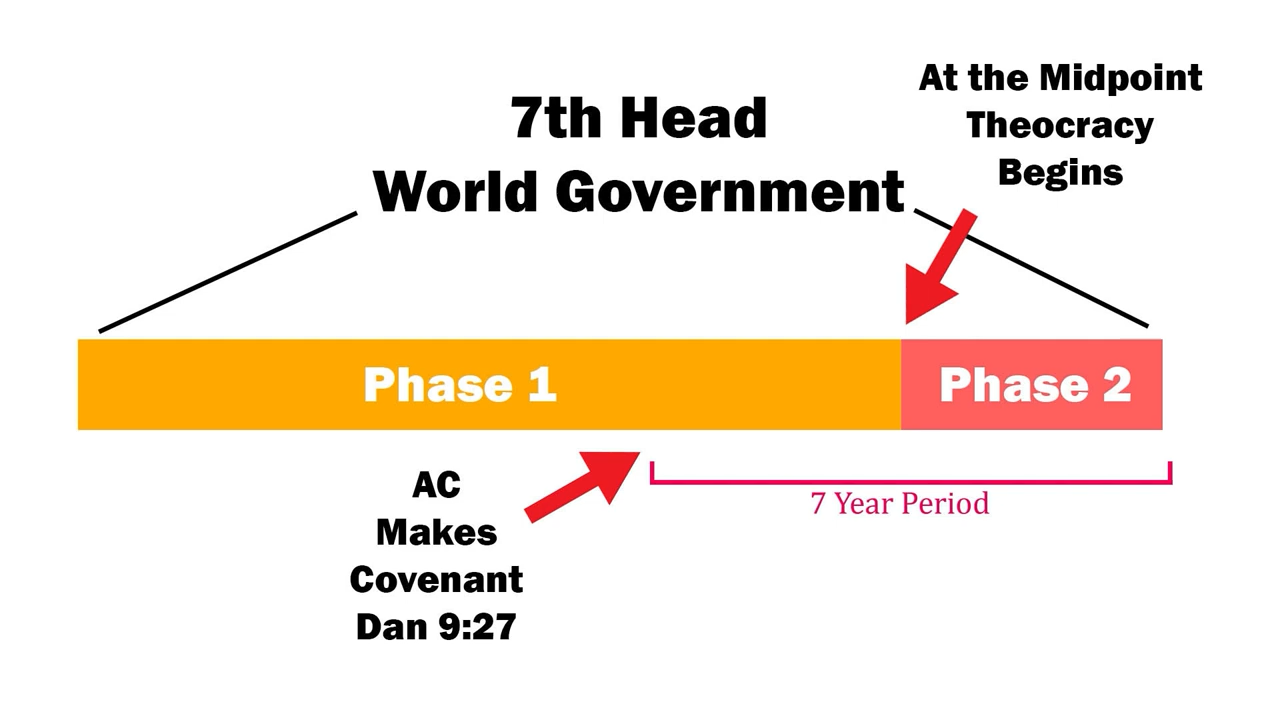 At the Midpoint
Theocracy
Begins
7th Head
World Government
Phase 1
Phase 2
AC
Makes
Covenant
Dan 9:27
7 Year Period